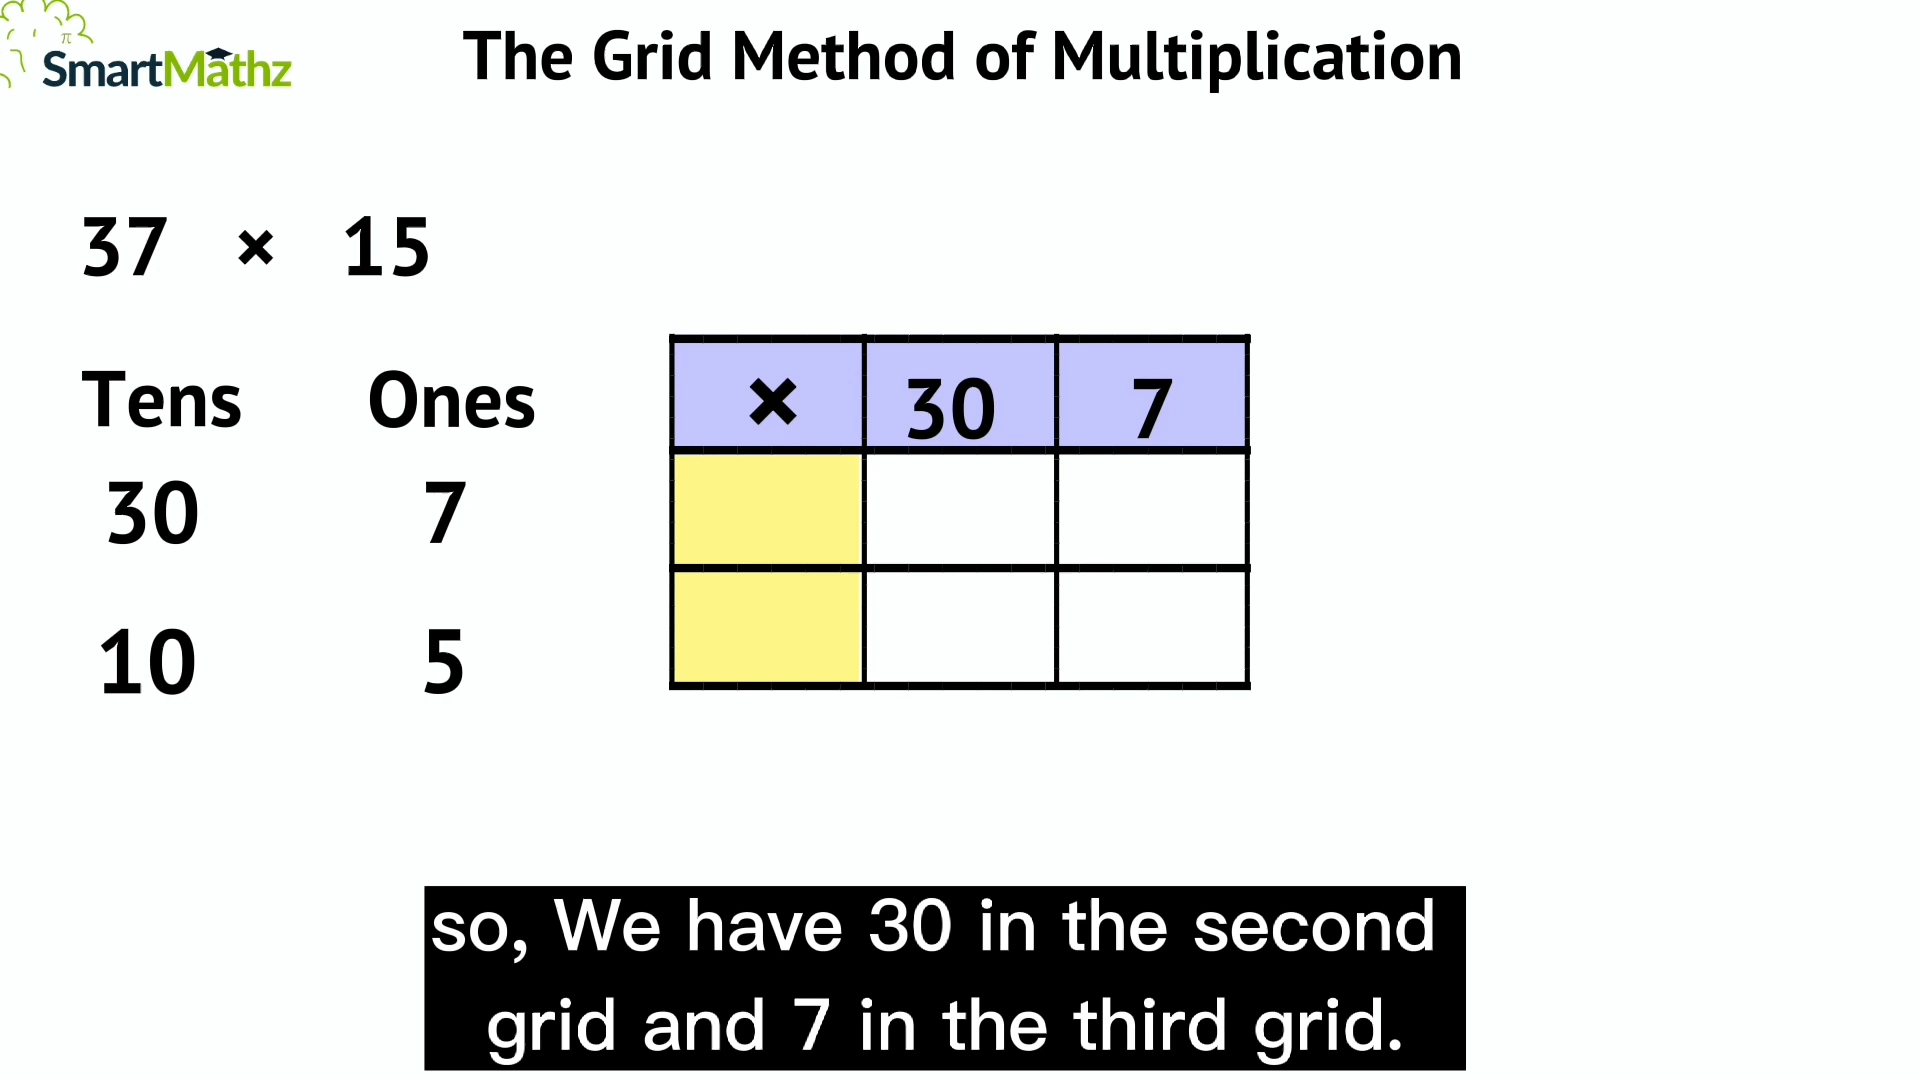 π
SmartMathz
The Grid Method of Multiplication
37 × 15
Tens Ones
30 7
10 5
× 30 7
so, We have 30 in the second
grid and 7 in the third grid.